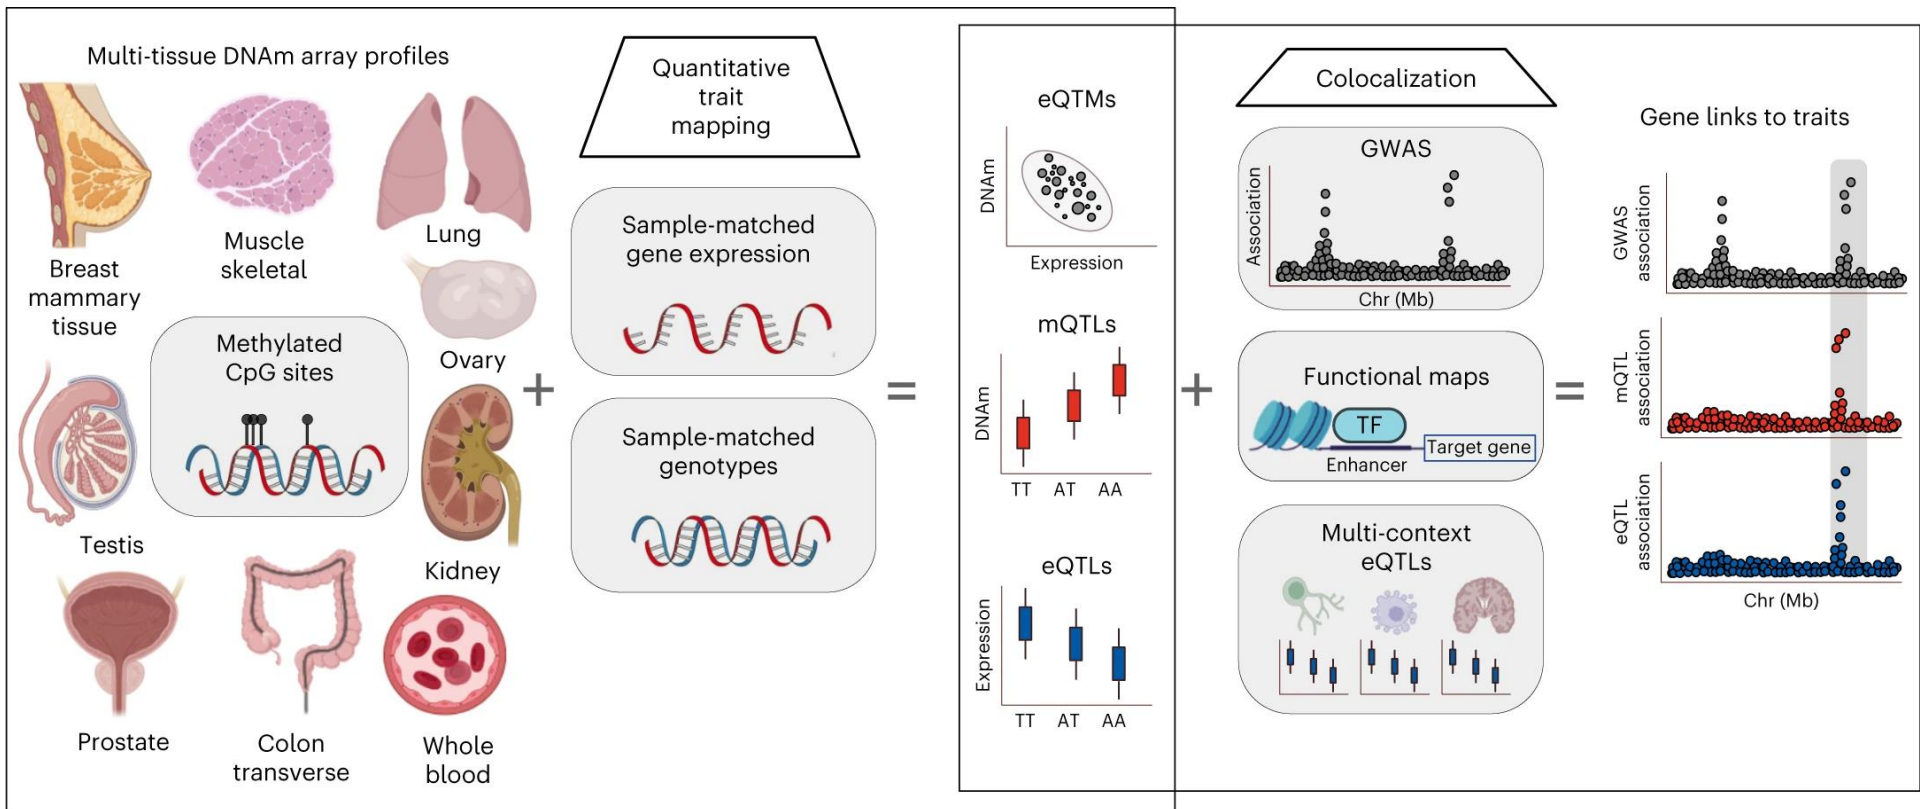 Multi-tissue DNAm array profiles
Breast
mammary
tissue
Muscle
skeletal
Lung
Ovary
Methylated
CpG sites
Testis
Kidney
Prostate
Colon
transverse
Whole
blood
+
Quantitative
trait
mapping
Sample-matched
gene expression
Sample-matched
genotypes
=
eQTMs
DNAm
Expression
mQTLs
DNAm
TT AT AA
eQTLs
Expression
TT AT AA
+
Colocalization
GWAS
Association
Chr (Mb)
Functional maps
TF
Enhancer
Target gene
Multi-context
eQTLs
=
Gene links to traits
GWAS
association
mQTL
association
eQTL
association
Chr (Mb)